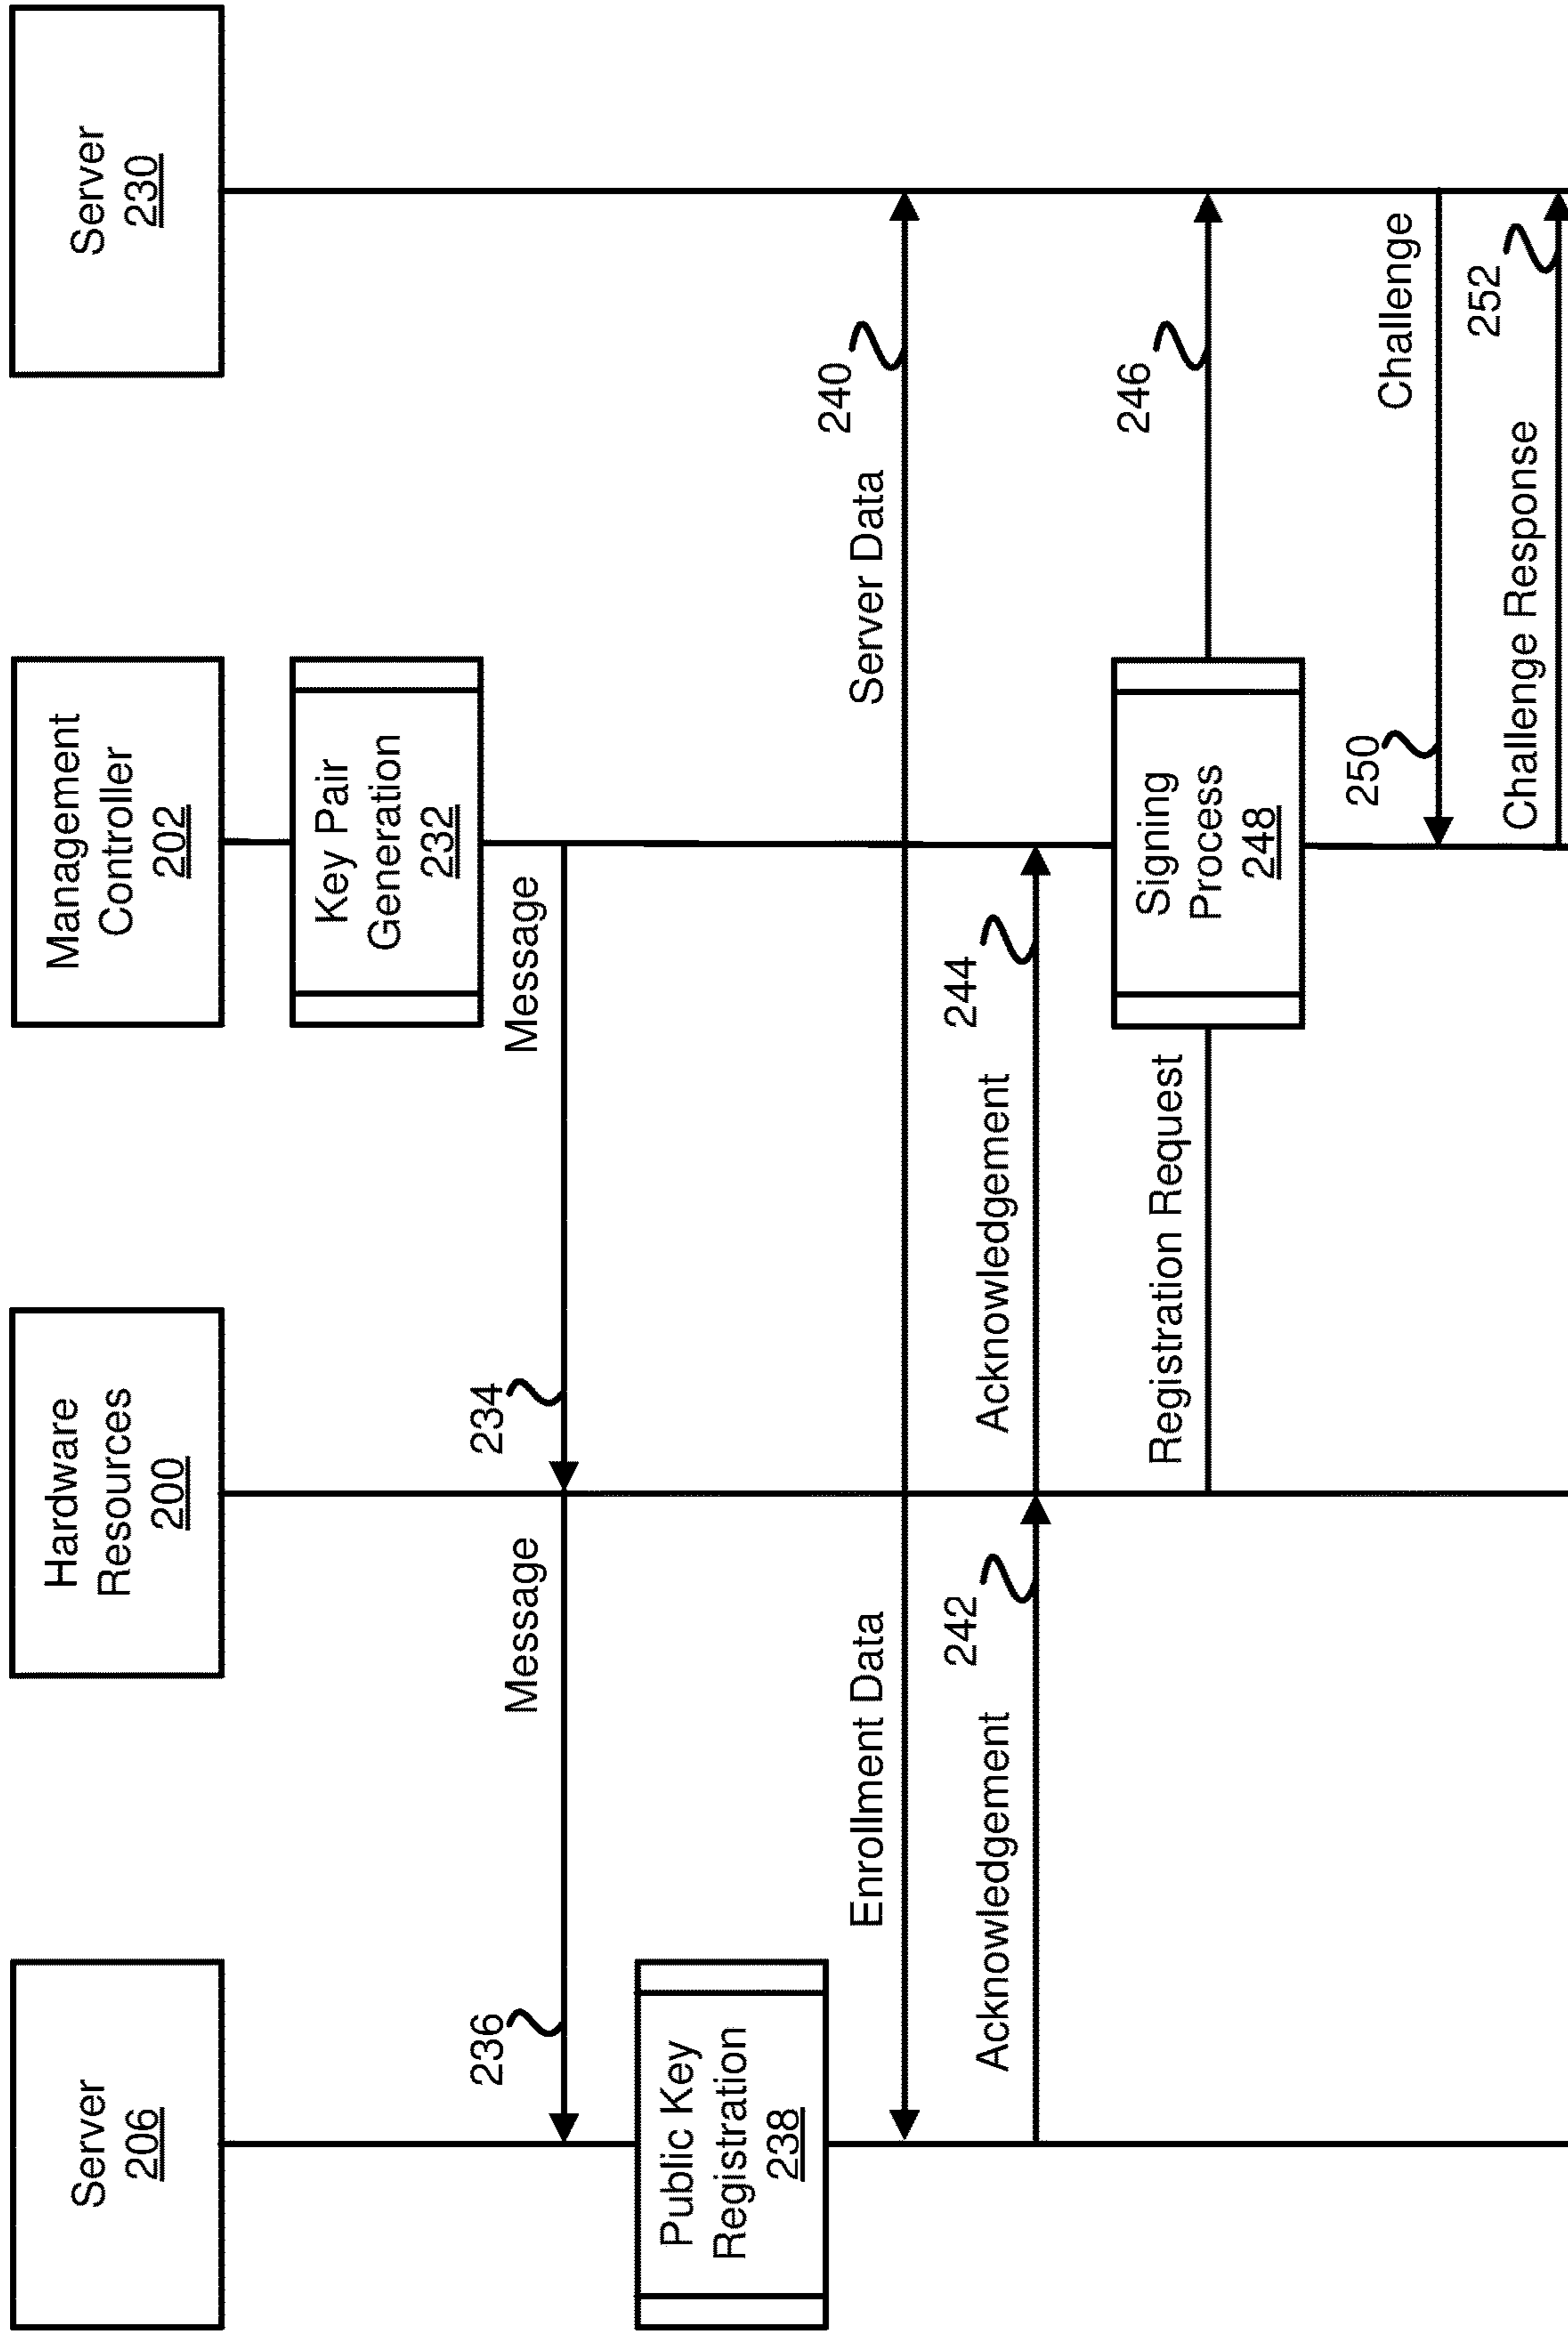 Server
206
Hardware
Resources
200
Management
Controller
202
Server
230
Key Pair
Generation
232
236
Message
234
Message
Public Key
Registration
238
Enrollment Data
Server Data
240
Acknowledgement
242
Acknowledgement
244
Registration Request
Signing
Process
248
246
250
Challenge
Challenge Response
252